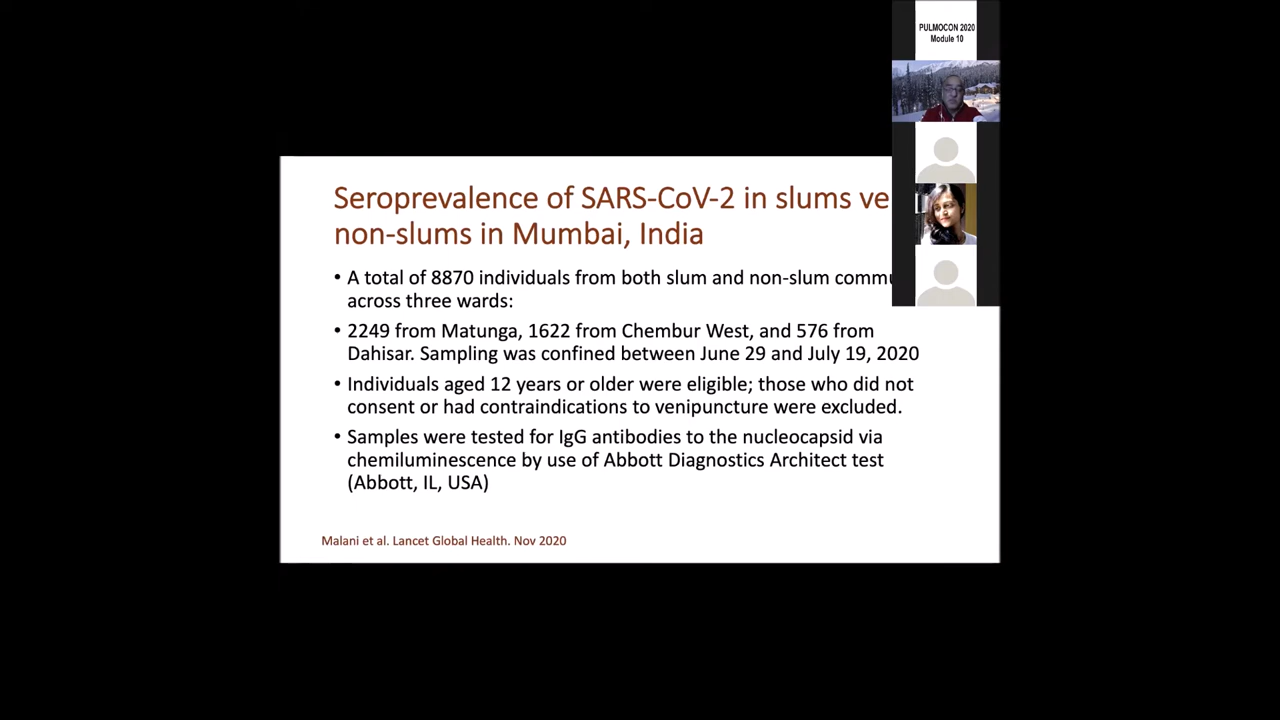 PULMOCON 2020
Module 10
Seroprevalence of SARS-CoV-2 in slums
non-slums in Mumbai, India
• A total of 8870 individuals from both slum and non-slum
across three wards:
• 2249 from Matunga, 1622 from Chembur West, and 576 from
Dahisar. Sampling was confined between June 29 and July 19, 2020
• Individuals aged 12 years or older were eligible; those who did not
consent or had contraindications to venipuncture were excluded.
• Samples were tested for IgG antibodies to the nucleocapsid via
chemiluminescence by use of Abbott Diagnostics Architect test
(Abbott, IL, USA)
Malani et al. Lancet Global Health. Nov 2020